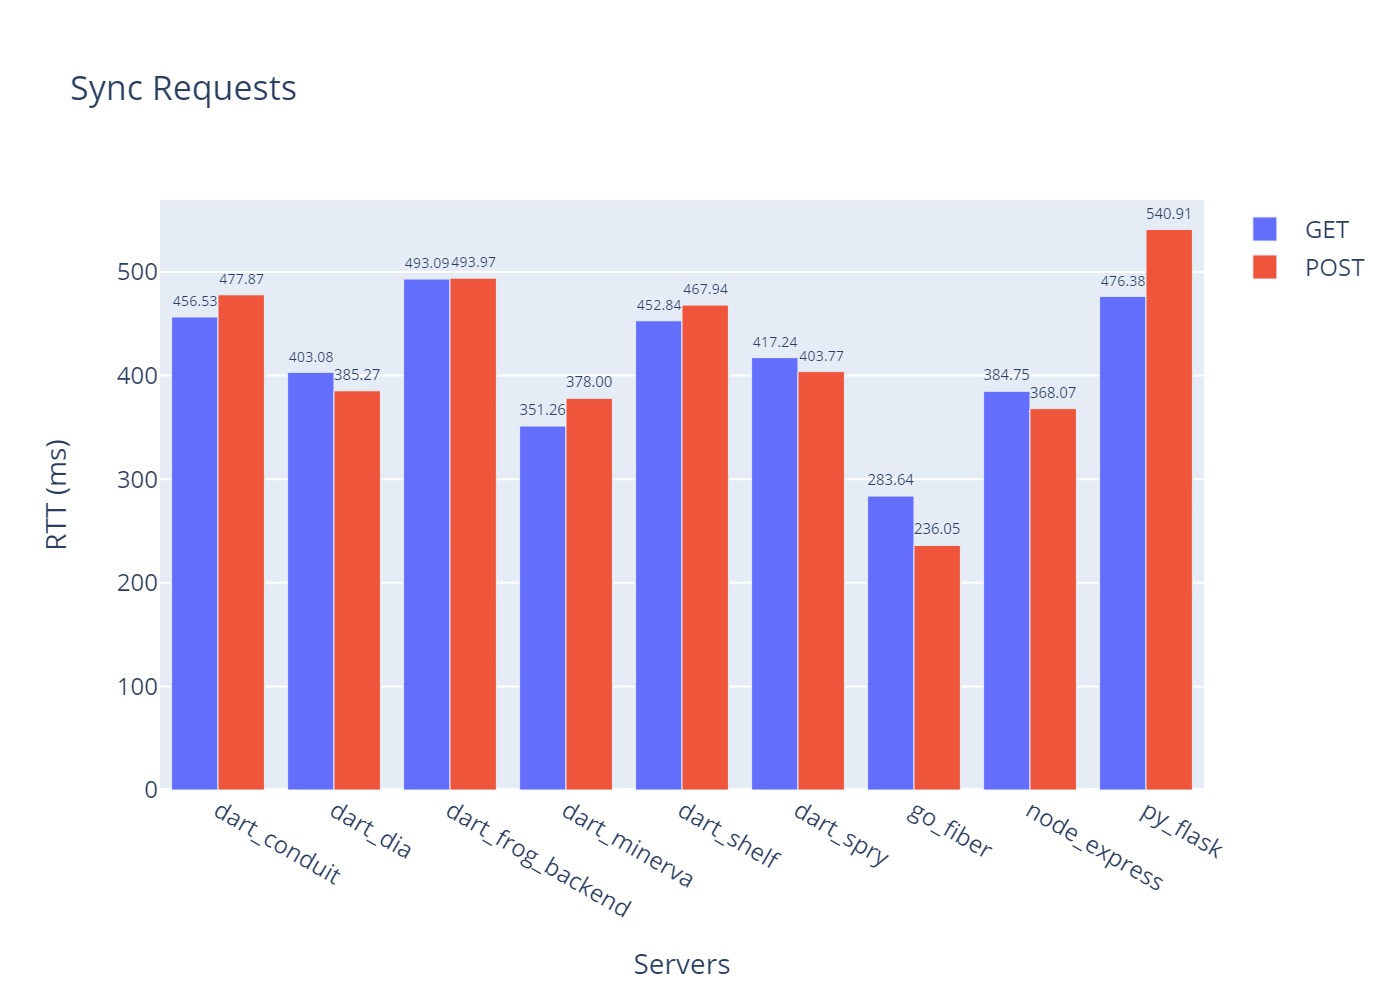 Sync Requests
GET
POST
RTT (ms)
500
400
300
200
100
0
456.53
477.87
403.08
385.27
493.09
493.97
351.26
378.00
452.84
467.94
417.24
403.77
283.64
236.05
384.75
368.07
476.38
540.91
dart_conduit
dart_dia
dart_frog_backend
dart_minerva
dart_shelf
dart_spry
go_fiber
node_express
py_flask
Servers